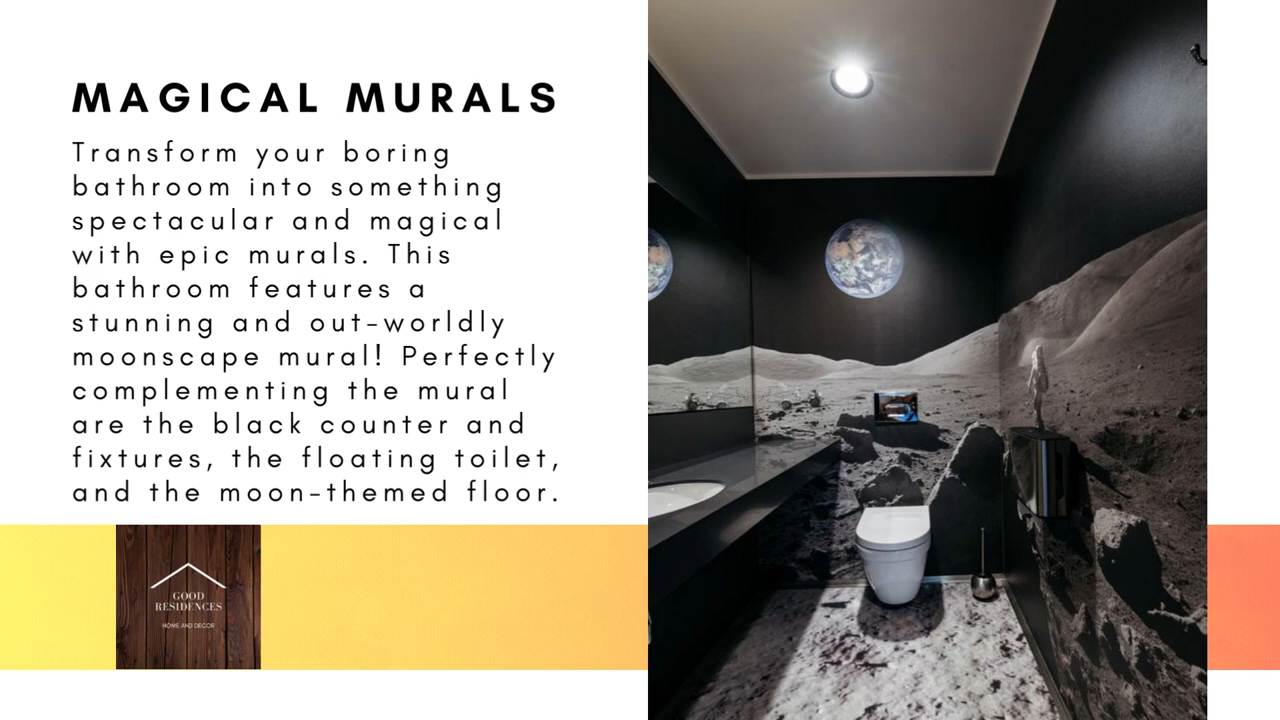 MAGICAL MURALS
Transform your boring
bathroom into something
spectacular and magical
with epic murals. This
bathroom features a
stunning and out-worldly
moonscape mural! Perfectly
complementing the mural
are the black counter and
fixtures, the floating toilet,
and the moon-themed floor.
GOOD
RESIDENCES
HOME AND DECOR